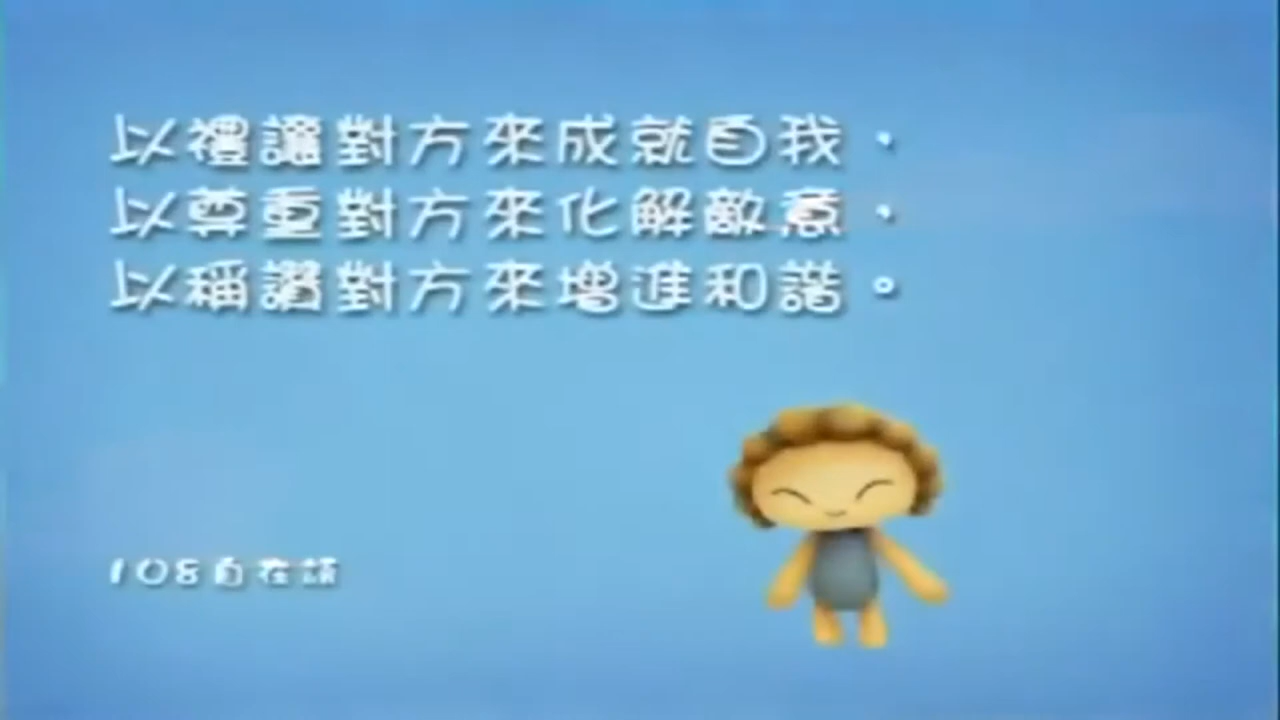 以禮讓對方來成就自我，
以尊重對方來化解敵意，
以稱讚對方來增進和諧。
108自在語